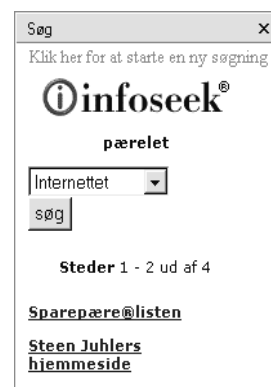 Søg
Klik her for at starte en ny søgning
infoseek®
pærelet
Internettet
søg
Steder 1 - 2 ud af 4
Sparepære®listen
Steen Juhlers
hjemmeside